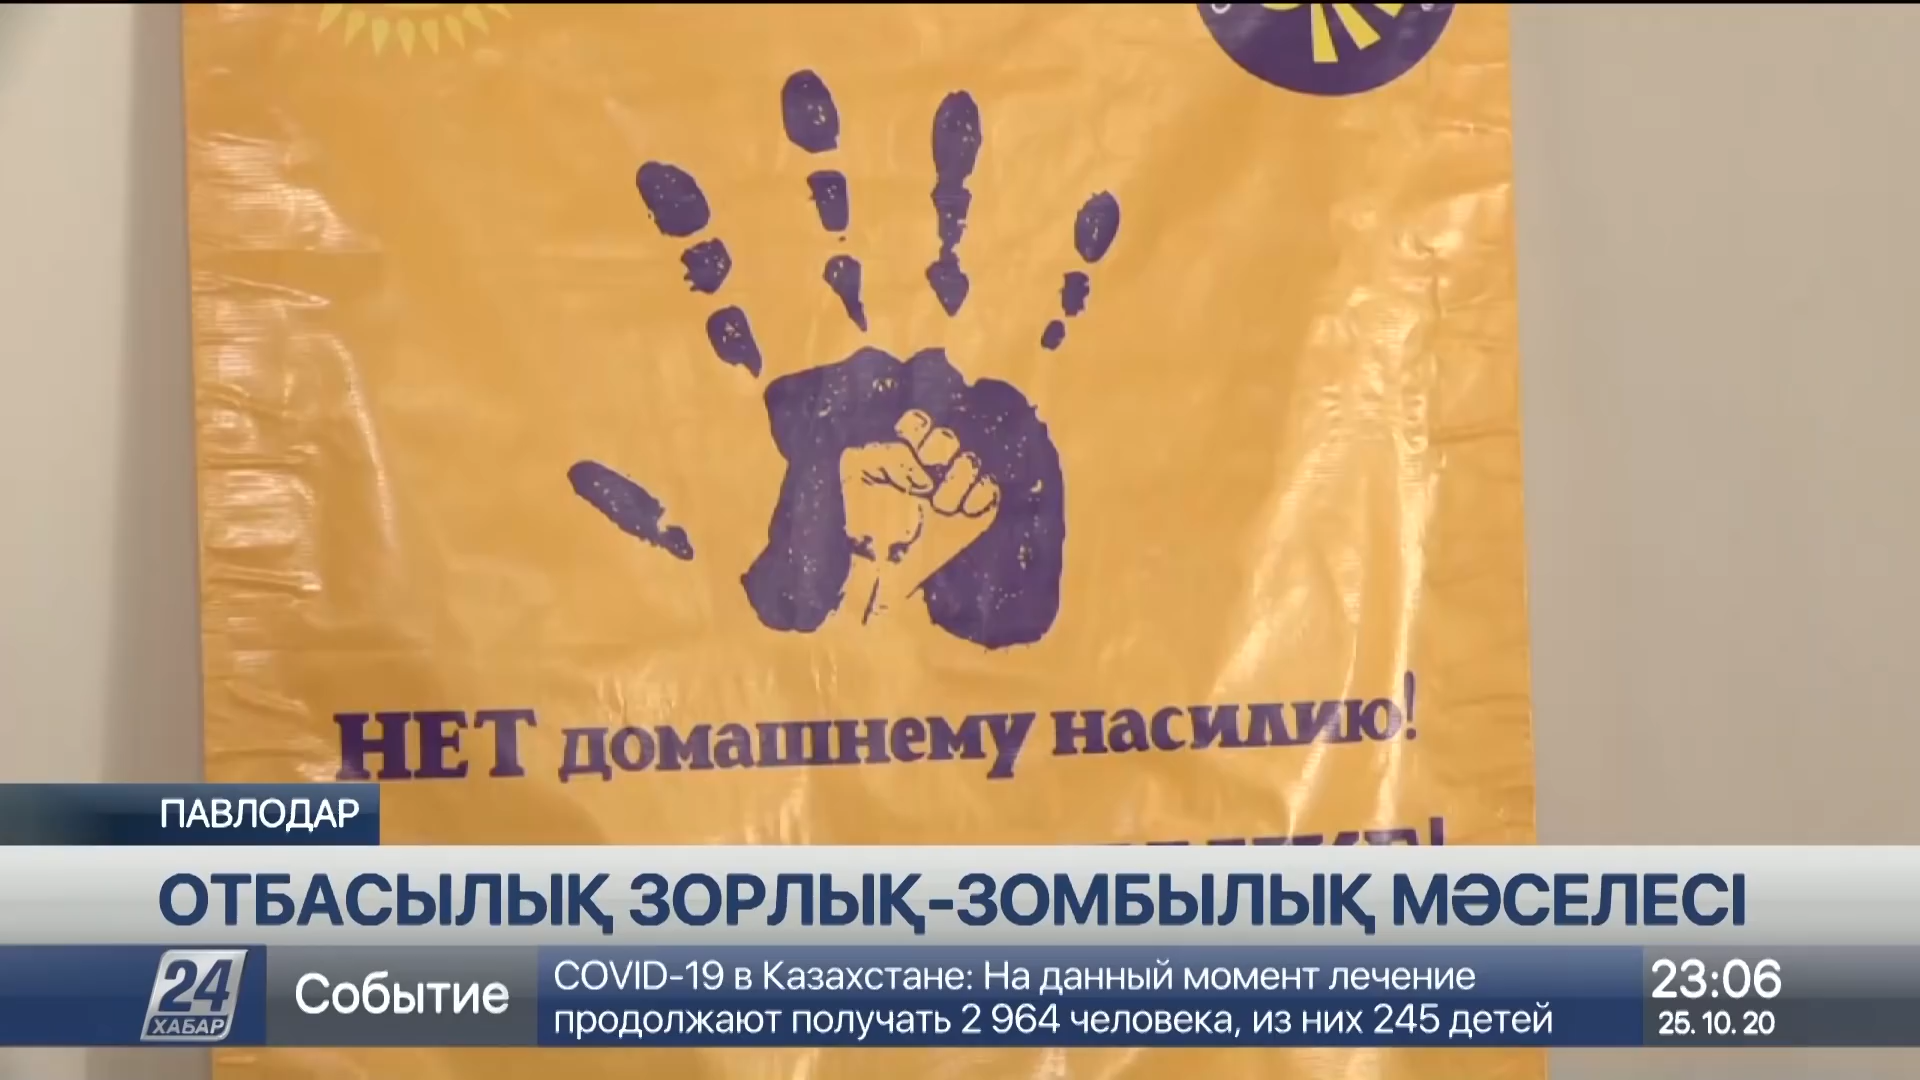 НЕТ домашнему насилию!
ПАВЛОДАР
ОТБАСЫЛЫҚ ЗОРЛЫҚ-ЗОМБЫЛЫҚ МӘСЕЛЕСІ
24
ХАБАР
Событие
COVID-19 в Казахстане: На данный момент лечение
продолжают получать 2 964 человека, из них 245 детей
23:06
25. 10. 20